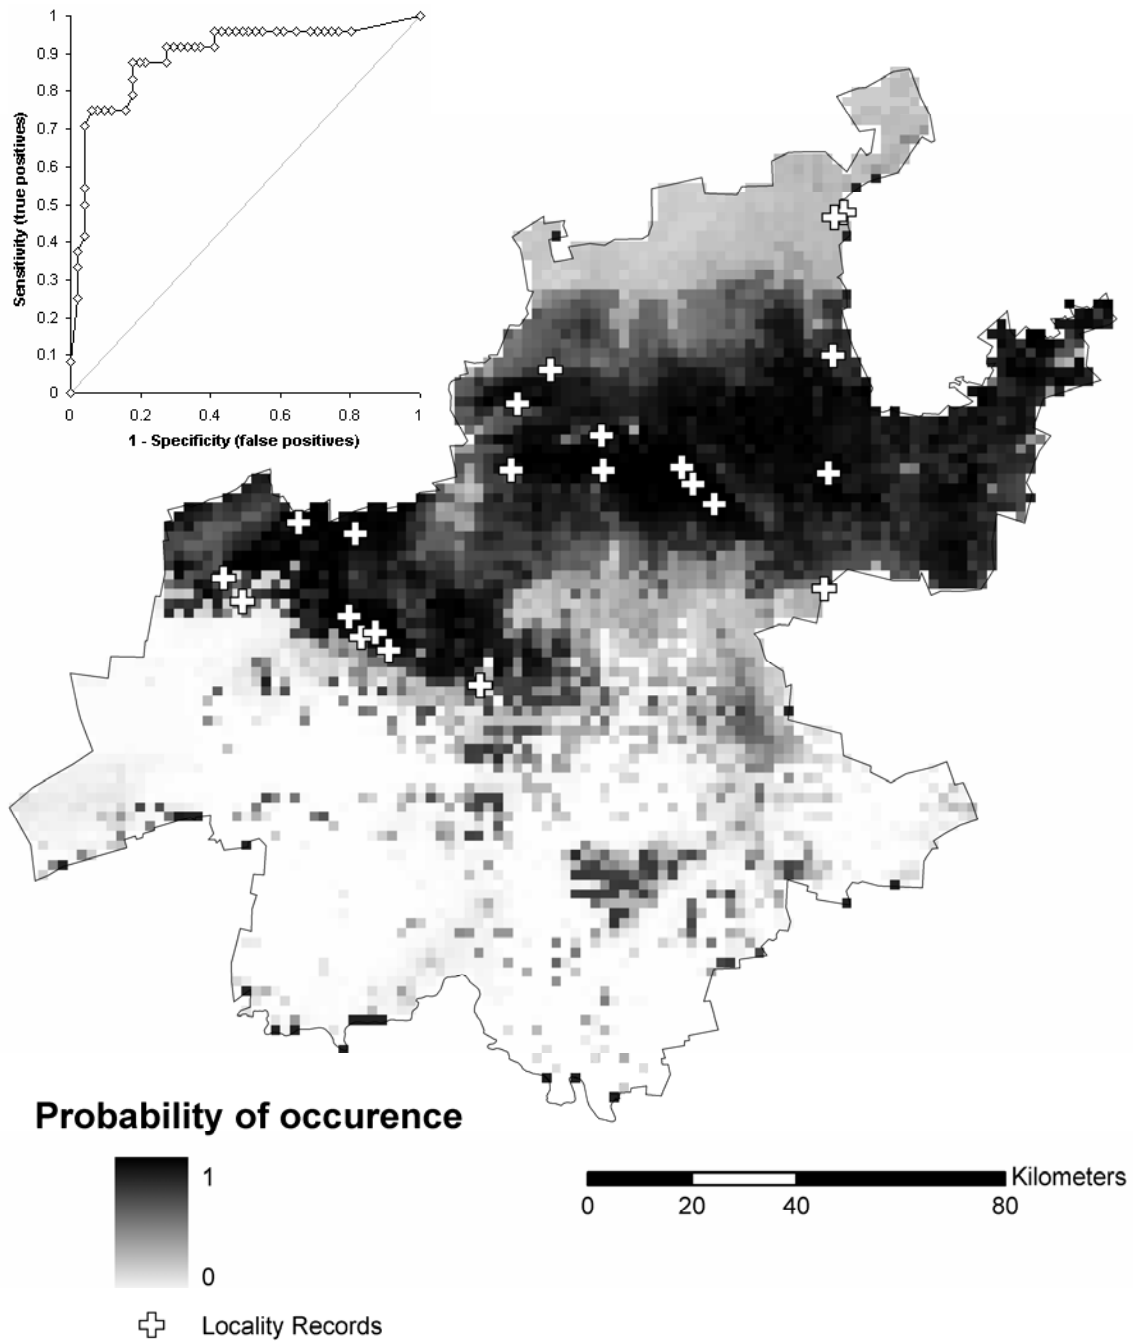 1
0.9
0.8
0.7
0.6
0.5
0.4
0.3
0.2
0.1
0
Sensitivity (true positives)
0 0.2 0.4 0.6 0.8 1
1 - Specificity (false positives)
Probability of occurence
1
0
Locality Records
Kilometers
0 20 40 80